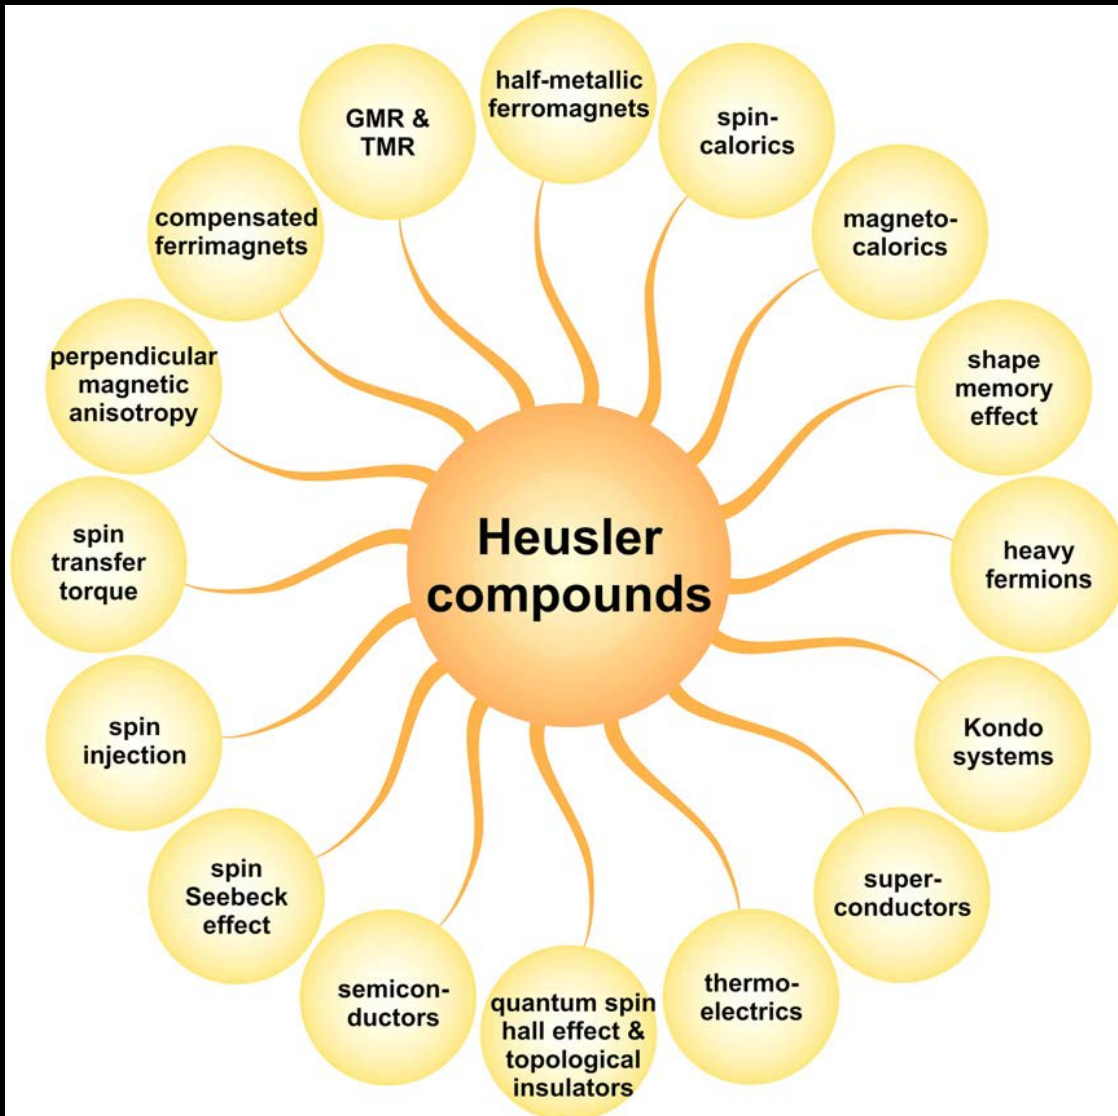 half-metallic
ferromagnets
spin-
calorics
magneto-
calorics
shape
memory
effect
heavy
fermions
Kondo
systems
super-
conductors
thermo-
electrics
quantum spin
hall effect &
topological
insulators
semicon-
ductors
spin
Seebeck
effect
spin
injection
spin
transfer
torque
perpendicular
magnetic
anisotropy
compensated
ferrimagnets
GMR &
TMR
Heusler
compounds